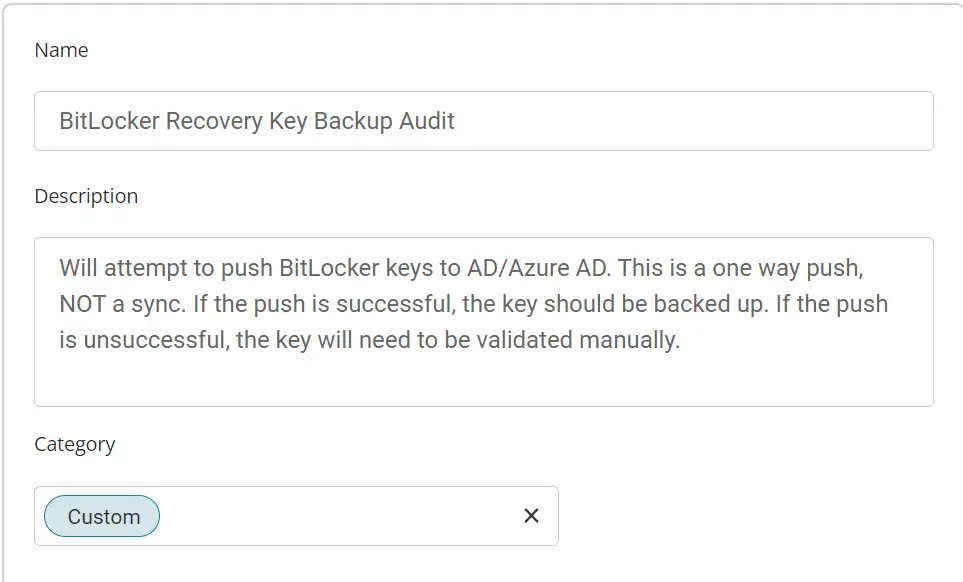 Name
BitLocker Recovery Key Backup Audit
Description
Will attempt to push BitLocker keys to AD/Azure AD. This is a one way push,
NOT a sync. If the push is successful, the key should be backed up. If the push
is unsuccessful, the key will need to be validated manually.
Category
Custom